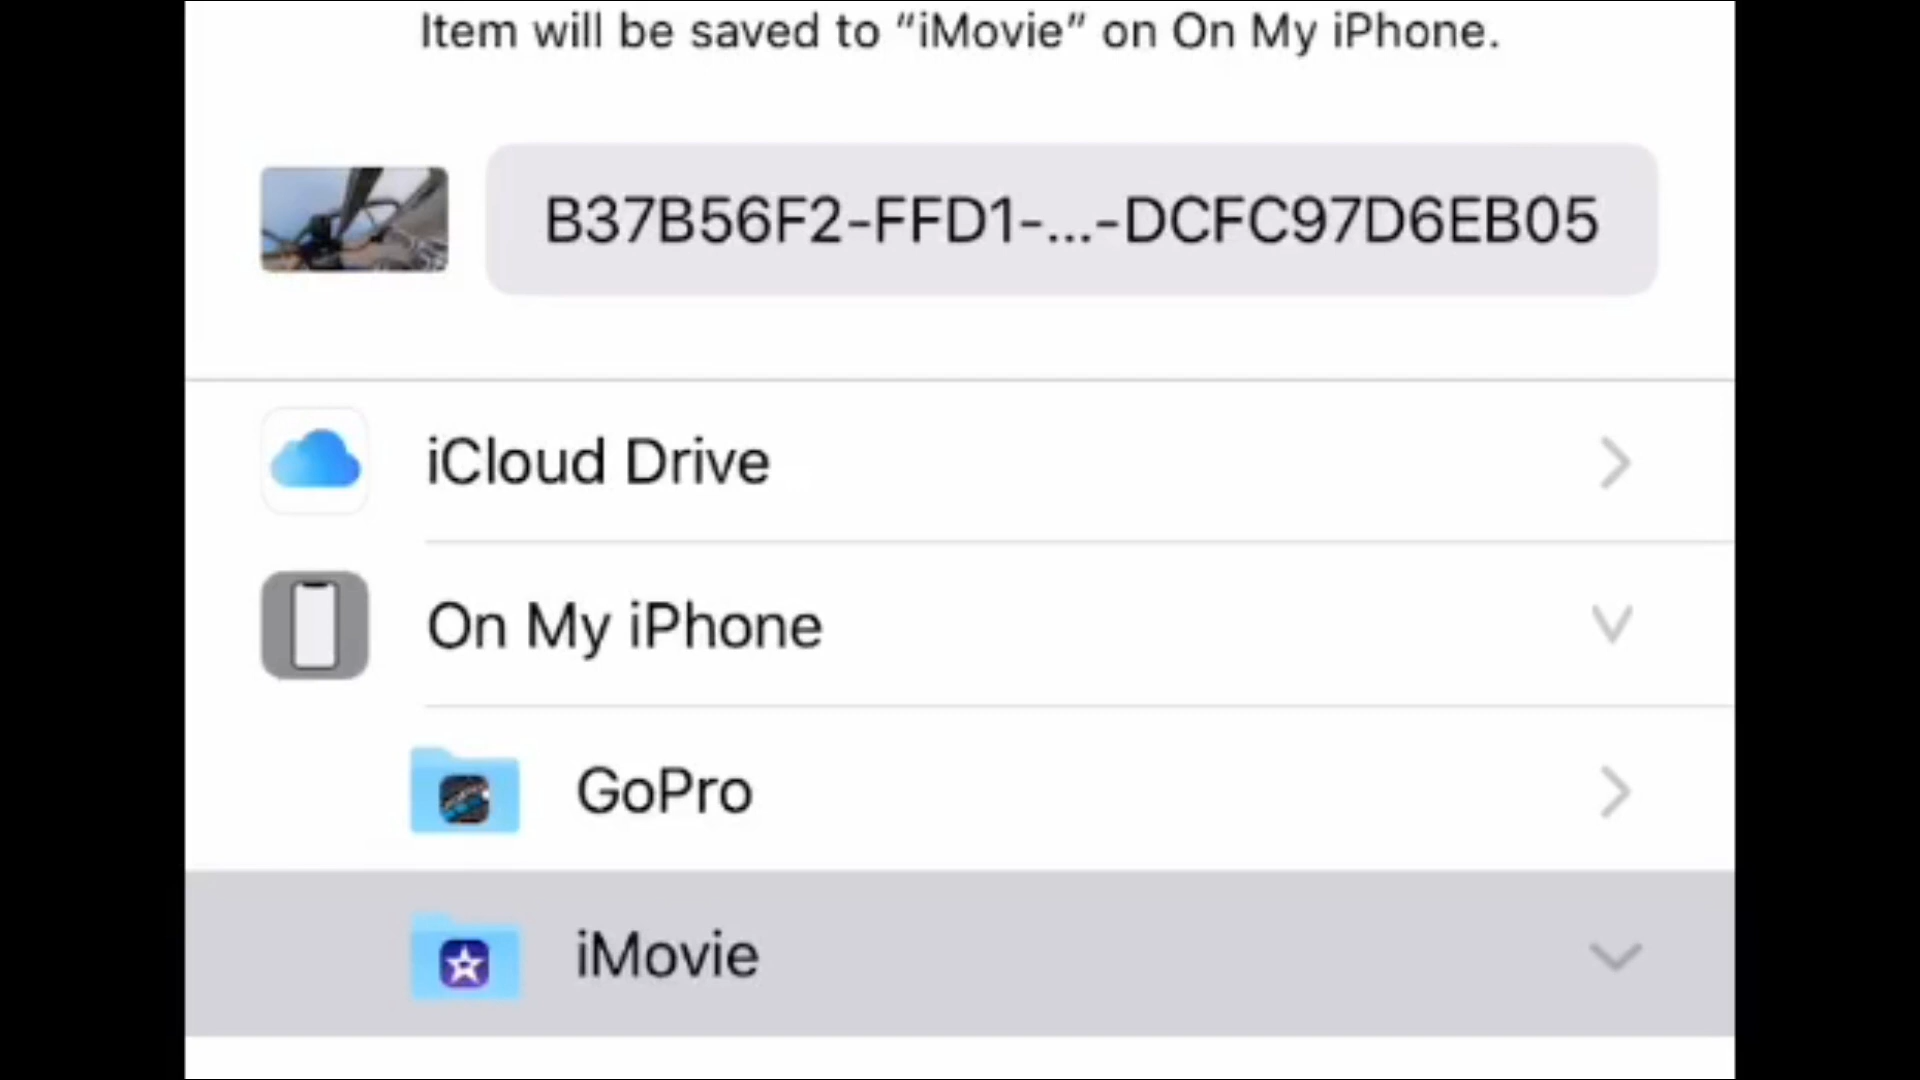 Item will be saved to “iMovie” on On My iPhone.
B37B56F2-FFD1-...-DCFC97D6EB05
iCloud Drive
On My iPhone
GoPro
iMovie